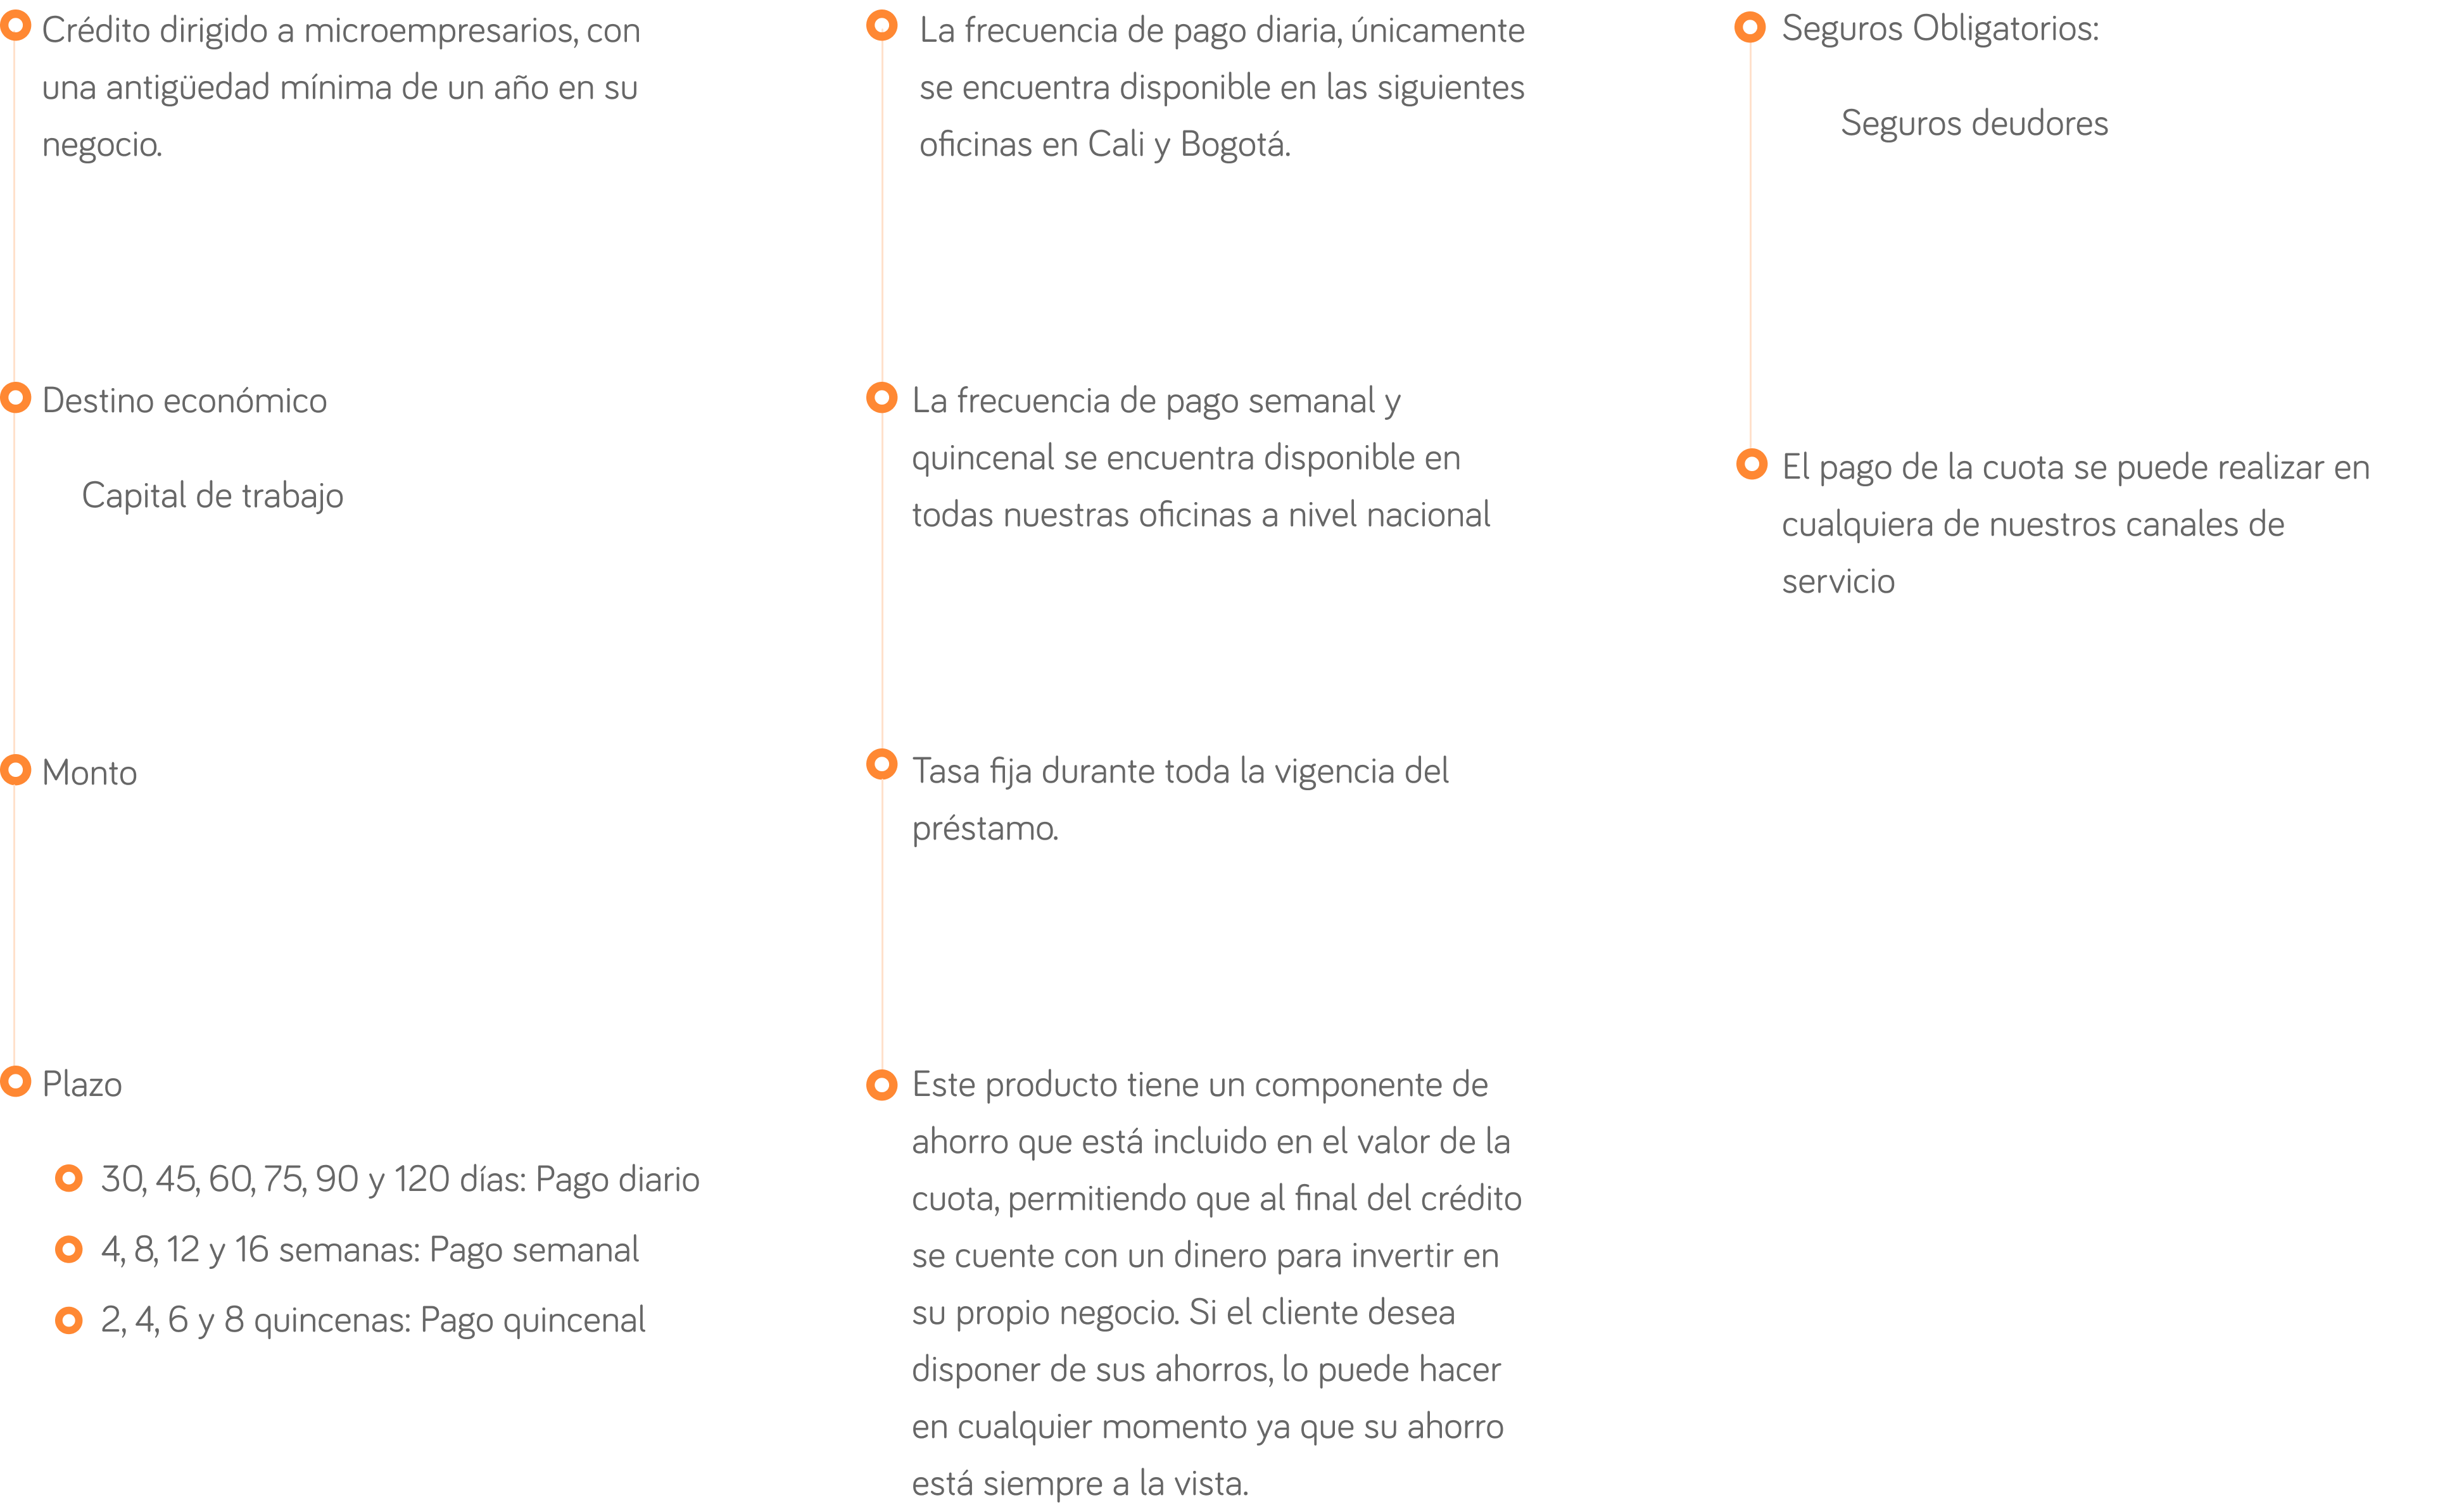 Crédito dirigido a microempresarios, con
una antigüedad mínima de un año en su
negocio.
Destino económico
Capital de trabajo
Monto
Plazo
30, 45, 60, 75, 90 y 120 días: Pago diario
4, 8, 12 y 16 semanas: Pago semanal
2, 4, 6 y 8 quincenas: Pago quincenal
La frecuencia de pago diaria, únicamente
se encuentra disponible en las siguientes
oficinas en Cali y Bogotá.
La frecuencia de pago semanal y
quincenal se encuentra disponible en
todas nuestras oficinas a nivel nacional
Tasa fija durante toda la vigencia del
préstamo.
Este producto tiene un componente de
ahorro que está incluido en el valor de la
cuota, permitiendo que al final del crédito
se cuente con un dinero para invertir en
su propio negocio. Si el cliente desea
disponer de sus ahorros, lo puede hacer
en cualquier momento ya que su ahorro
está siempre a la vista.
Seguros Obligatorios:
Seguros deudores
El pago de la cuota se puede realizar en
cualquiera de nuestros canales de
servicio